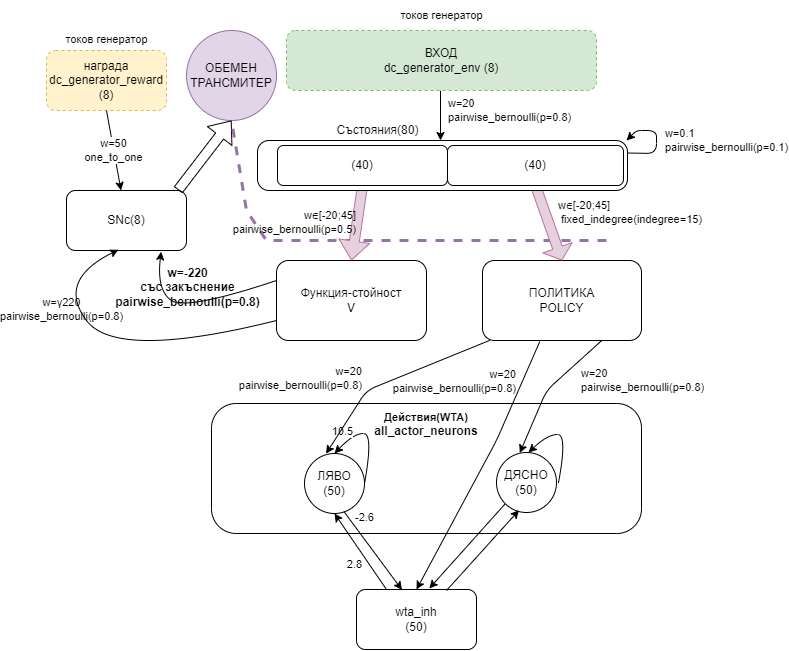 токов генератор
токов генератор
награда
dc_generator_reward
(8)
ОБЕМЕН
ТРАНСМИТЕР
ВХОД
dc_generator_env (8)
w=20
pairwise_bernoulli(p=0.8)
w=50
one_to_one
Състояния(80)
(40)
(40)
w=0.1
pairwise_bernoulli(p=0.1)
SNc(8)
w∈[-20;45]
pairwise_bernoulli(p=0.5)
w∈[-20;45]
fixed_indegree(indegree=15)
w=-220
със закъснение
pairwise_bernoulli(p=0.8)
w=γ220
pairwise_bernoulli(p=0.8)
Функция-стойност
V
ПОЛИТИКА
POLICY
w=20
pairwise_bernoulli(p=0.8)
w=20
pairwise_bernoulli(p=0.8)
w=20
pairwise_bernoulli(p=0.8)
Действия(WTA)
all_actor_neurons
10.5
ЛЯВО
(50)
ДЯСНО
(50)
-2.6
2.8
wta_inh
(50)